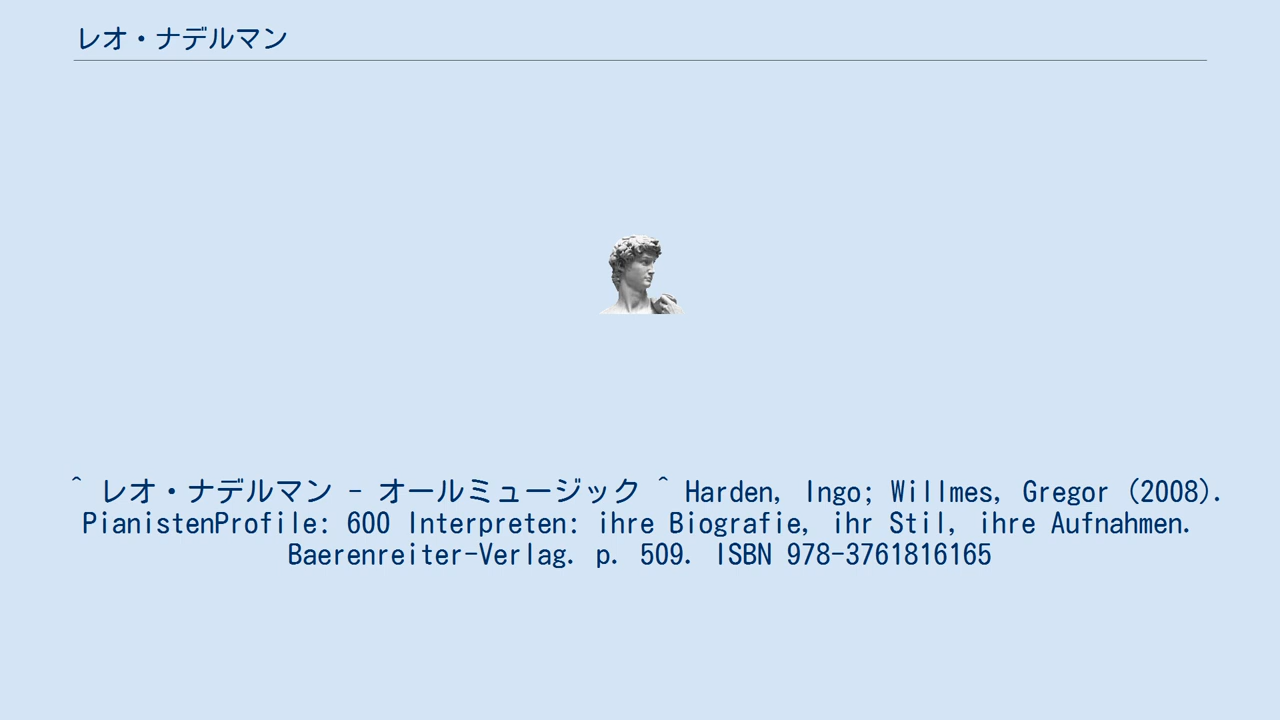 レオ・ナデルマン
^ レオ・ナデルマン - オールミュージック ^ Harden, Ingo; Willmes, Gregor (2008).
PianistenProfile: 600 Interpreten: ihre Biografie, ihr Stil, ihre Aufnahmen.
Baerenreiter-Verlag. p. 509. ISBN 978-3761816165